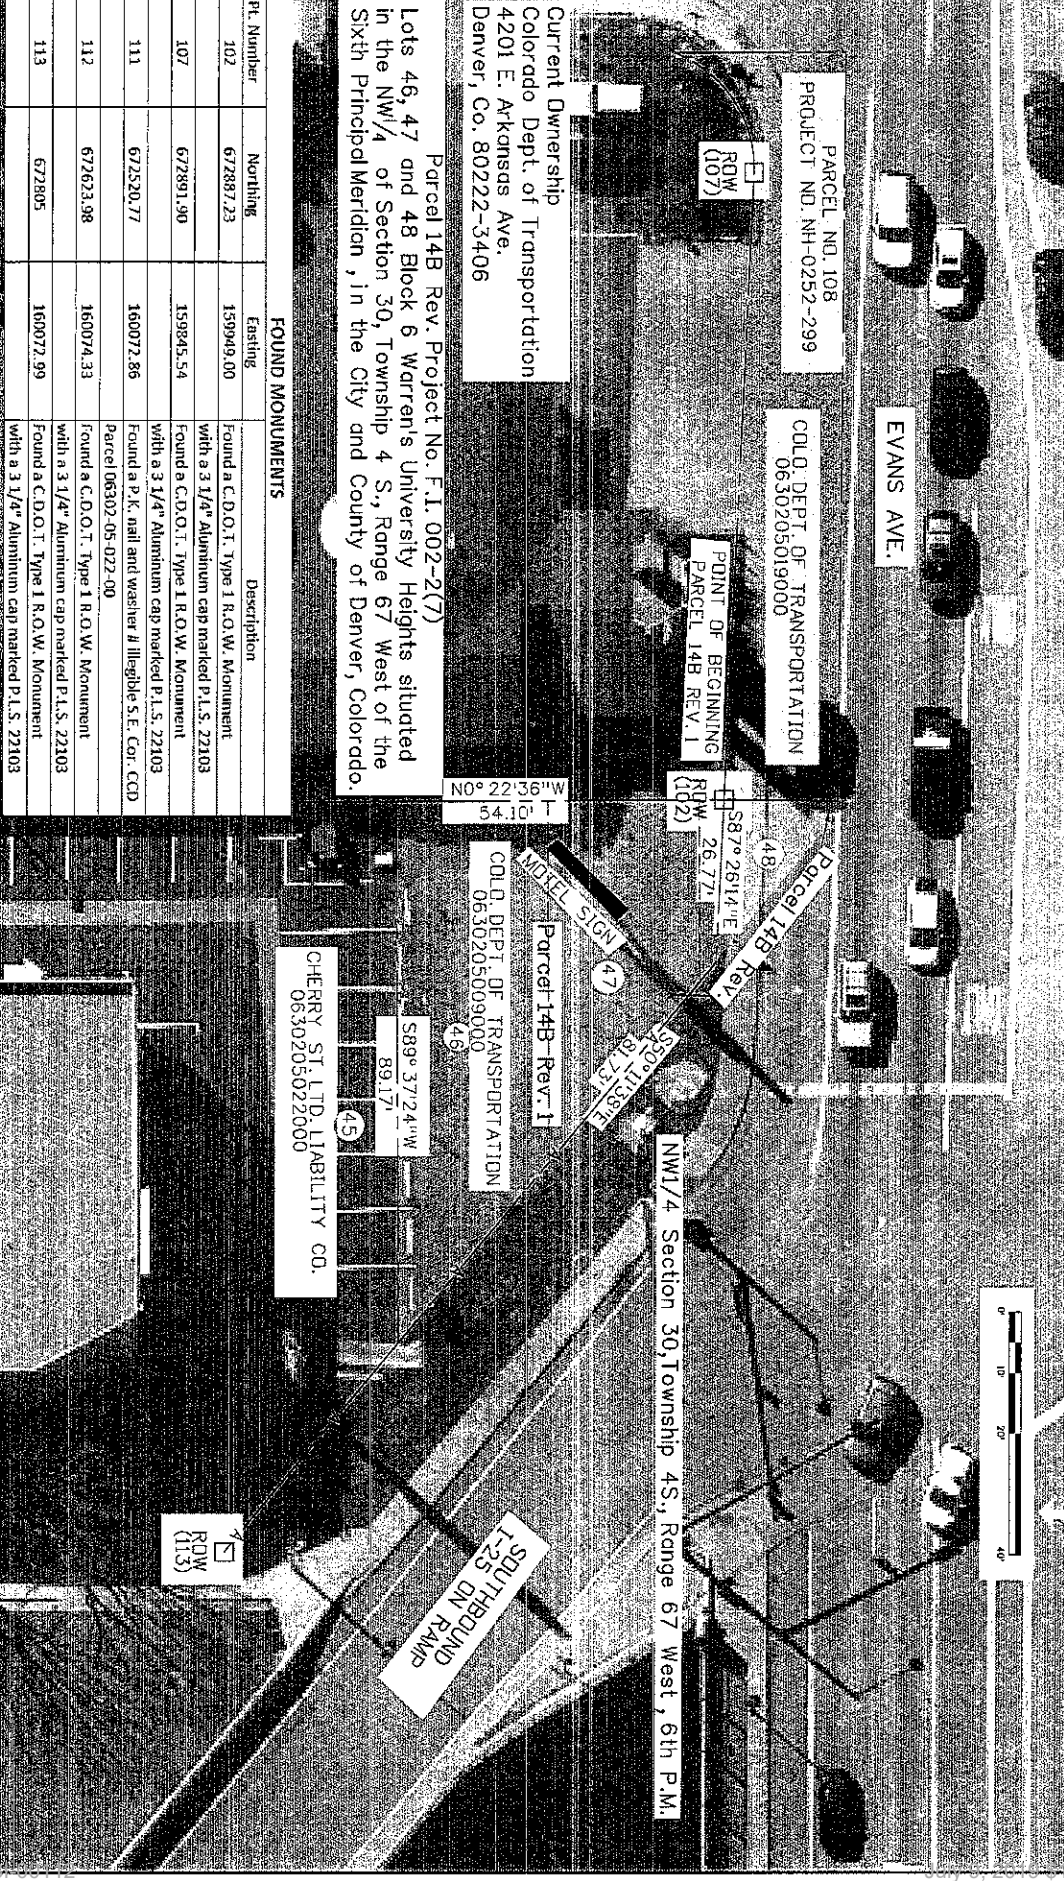 PARCEL NO. 108
PROJECT NO. NH-0252-299
EVANS AVE.
COLO. DEPT. OF TRANSPORTATION
0630205019000
ROW
(107)
POINT OF BEGINNING
PARCEL 14B REV. 1
ROW
(102)
S87° 26'14"E
26.77'
48
Parcel 14B Rev.
0' 10' 20' 40'
Current Ownership
Colorado Dept. of Transportation
4201 E. Arkansas Ave.
Denver, Co. 80222-3406
N0° 22'36"W
54.10'
MOTEL SIGN
47
Parcel 14B Rev. 1
COLO. DEPT. OF TRANSPORTATION
0630205009000
46
S50° 11'38"E
81.73'
NW1/4 Section 30, Township 4S., Range 67 West, 6th P.M.
S89° 37'24"W
89.17'
45
CHERRY ST. LTD. LIABILITY CO.
0630205022000
SOUTHBOUND
I-25 ON RAMP
ROW
(113)
Parcel 14B Rev. Project No. F.I. 002-2(7)
Lots 46, 47 and 48 Block 6 Warren's University Heights situated
in the NW1/4 of Section 30, Township 4 S., Range 67 West of the
Sixth Principal Meridian, in the City and County of Denver, Colorado.
FOUND MONUMENTS
Pt. Number Northing Easting Description
102 672887.23 159949.00 Found a C.D.O.T. Type 1 R.O.W. Monument
with a 3 1/4" Aluminum cap marked P.L.S. 22103
107 672891.90 159845.54 Found a C.D.O.T. Type 1 R.O.W. Monument
with a 3 1/4" Aluminum cap marked P.L.S. 22103
111 672520.77 160072.86 Found a P.K. nail and washer # illegible S.E. Cor. CCD
Parcel 06302-05-022-00
112 672623.98 160074.33 Found a C.D.O.T. Type 1 R.O.W. Monument
with a 3 1/4" Aluminum cap marked P.L.S. 22103
113 672805 160072.99 Found a C.D.O.T. Type 1 R.O.W. Monument
with a 3 1/4" Aluminum cap marked P.L.S. 22103